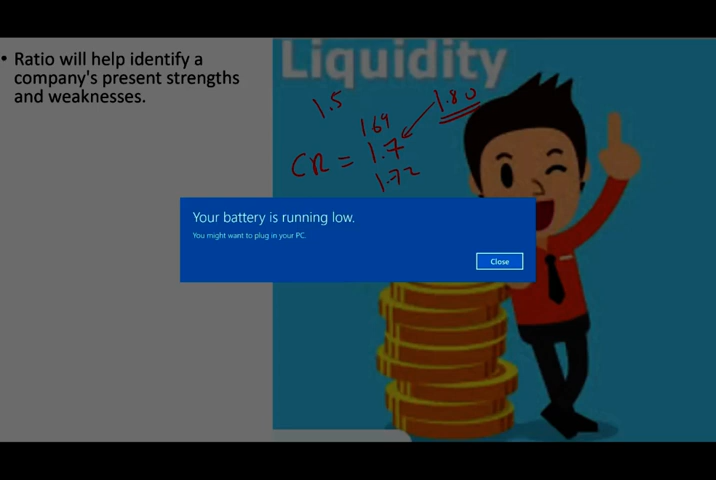 • Ratio will help identify a
company's present strengths
and weaknesses.
Liquidity
1.5
1.80
169
CR = 1.7
1.72
Your battery is running low.
You might want to plug in your PC.
Close